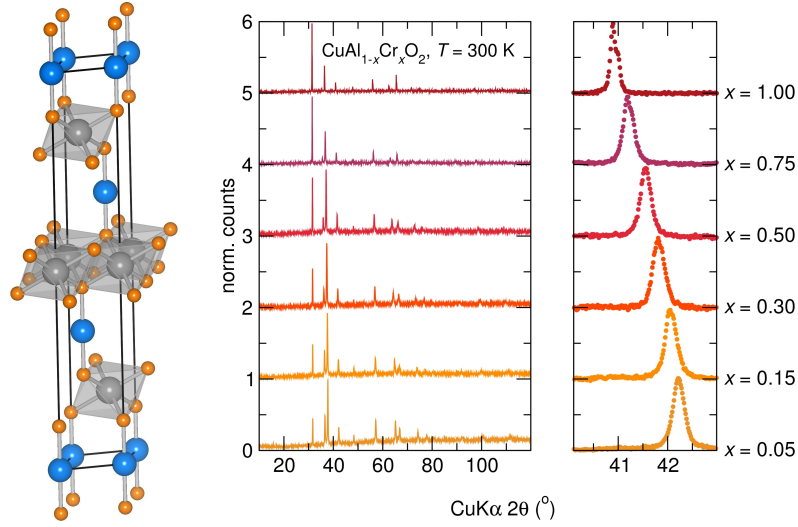 CuAl₁₋ₓCrₓO₂, T = 300 K
norm. counts
6
5
4
3
2
1
0
20 40 60 80 100
41 42
CuKα 2θ (°)
x = 1.00
x = 0.75
x = 0.50
x = 0.30
x = 0.15
x = 0.05